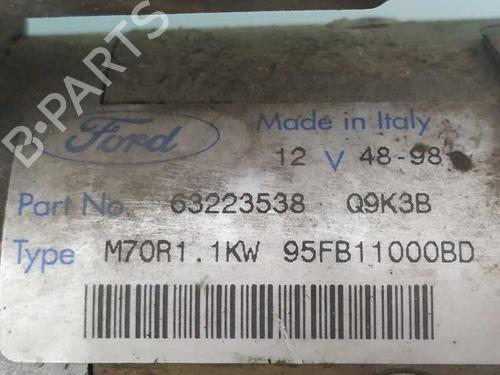 B-PARTS
Ford
Made in Italy
12 V 48-98
Part No. 63223538 Q9K3B
Type M70R1.1KW 95FB11000BD